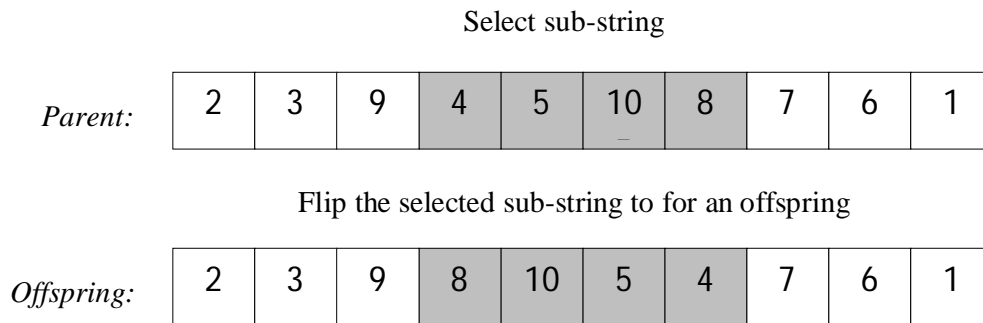 Select sub-string
Parent: 2 3 9 4 5 10 8 7 6 1
Flip the selected sub-string to for an offspring
Offspring: 2 3 9 8 10 5 4 7 6 1